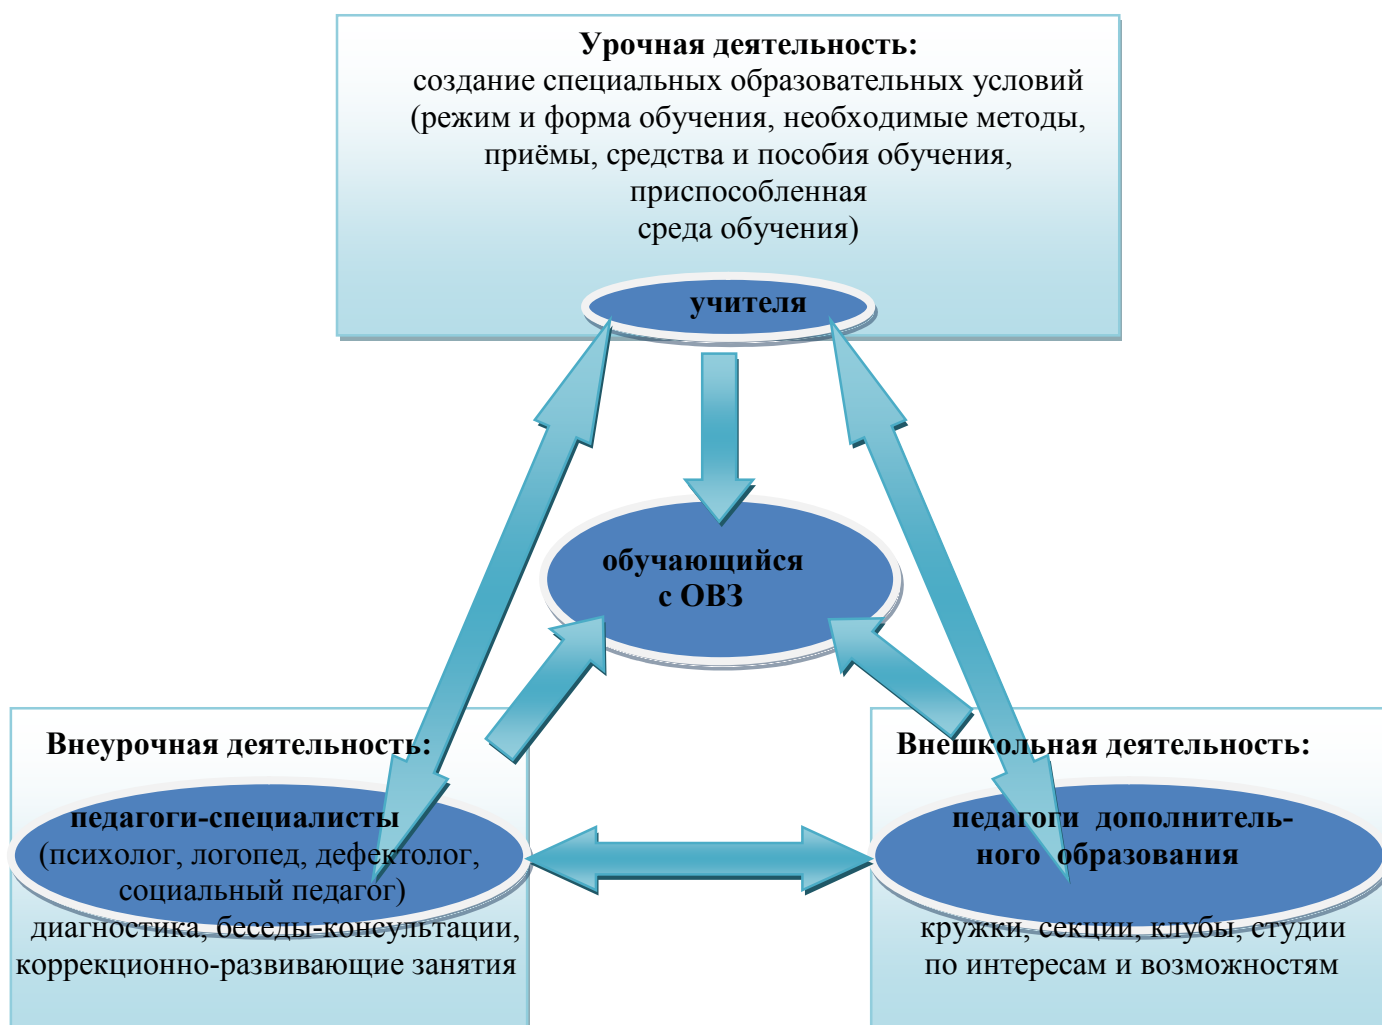 Урочная деятельность:
создание специальных образовательных условий
(режим и форма обучения, необходимые методы,
приёмы, средства и пособия обучения,
приспособленная
среда обучения)
учителя
обучающийся
с ОВЗ
Внеурочная деятельность:
педагоги-специалисты
(психолог, логопед, дефектолог,
социальный педагог)
диагностика, беседы-консультации,
коррекционно-развивающие занятия
Внешкольная деятельность:
педагоги дополнитель-
ного образования
кружки, секции, клубы, студии
по интересам и возможностям